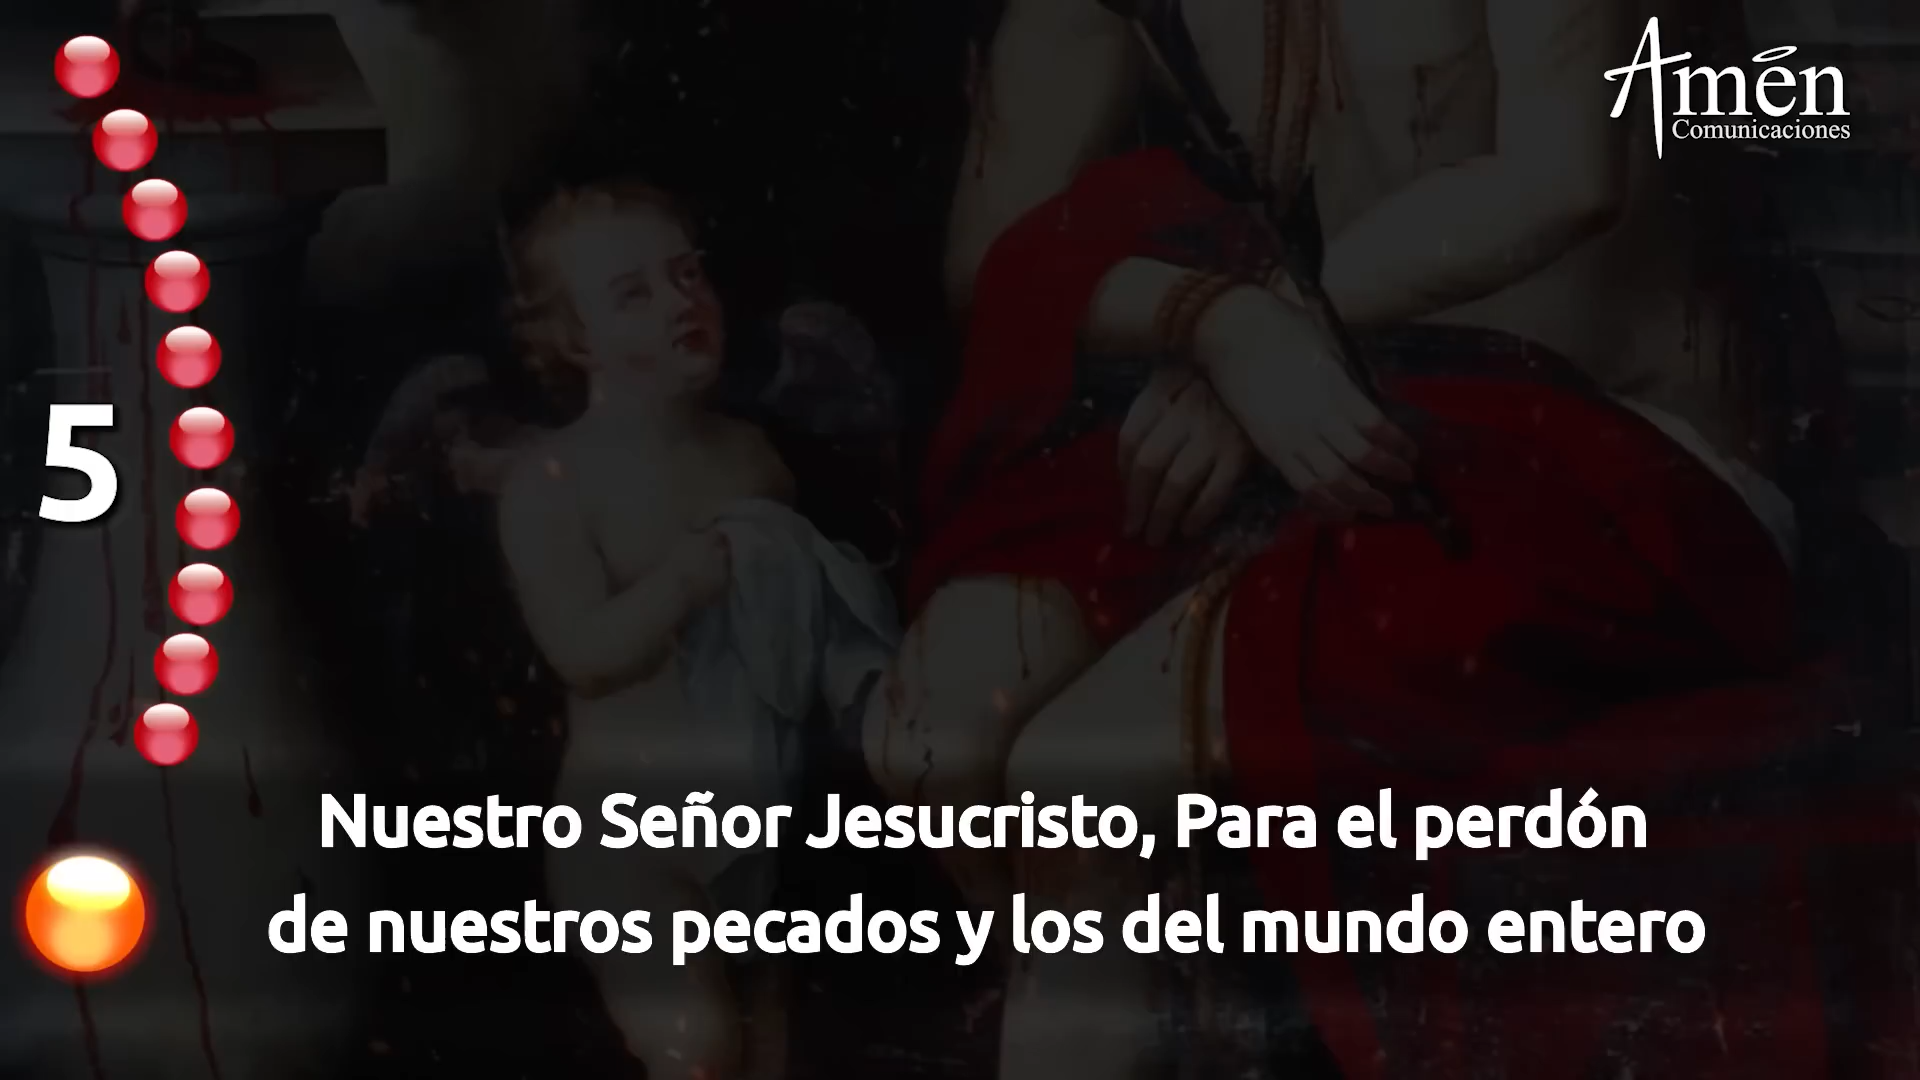 Amén
Comunicaciones
5
Nuestro Señor Jesucristo, Para el perdón
de nuestros pecados y los del mundo entero